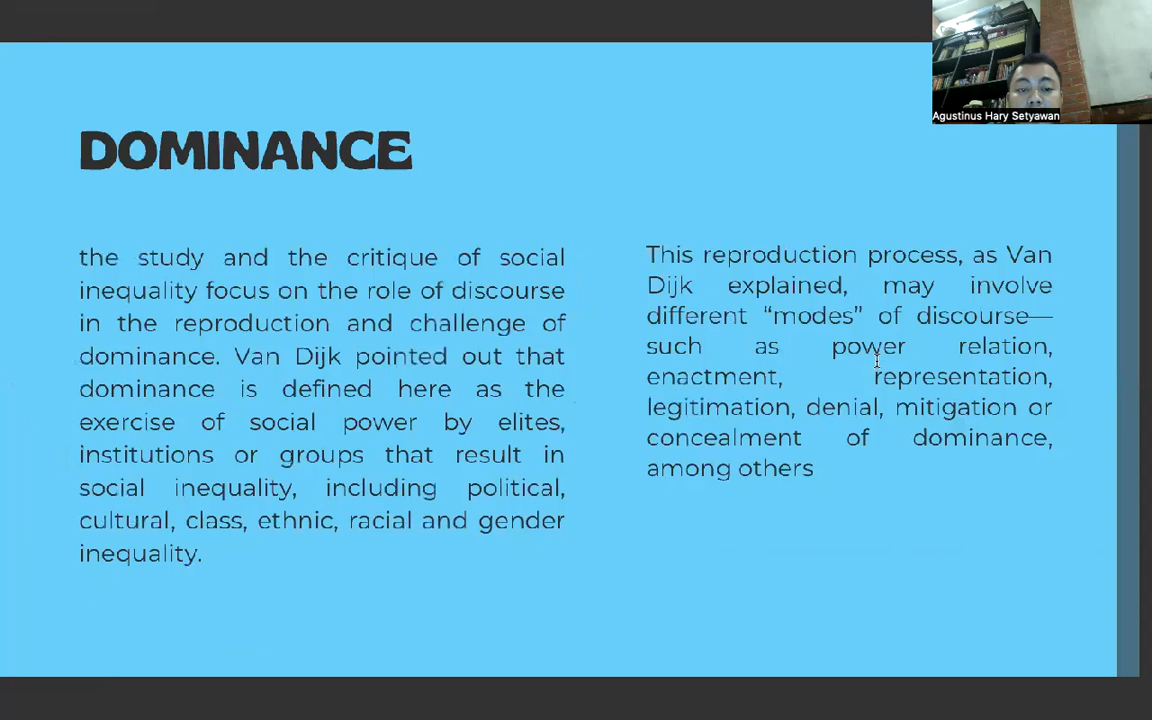 Agustinus Hary Setyawan
DOMINANCE
the study and the critique of social
inequality focus on the role of discourse
in the reproduction and challenge of
dominance. Van Dijk pointed out that
dominance is defined here as the
exercise of social power by elites,
institutions or groups that result in
social inequality, including political,
cultural, class, ethnic, racial and gender
inequality.
This reproduction process, as Van
Dijk explained, may involve
different “modes” of discourse—
such as power relation,
enactment, representation,
legitimation, denial, mitigation or
concealment of dominance,
among others